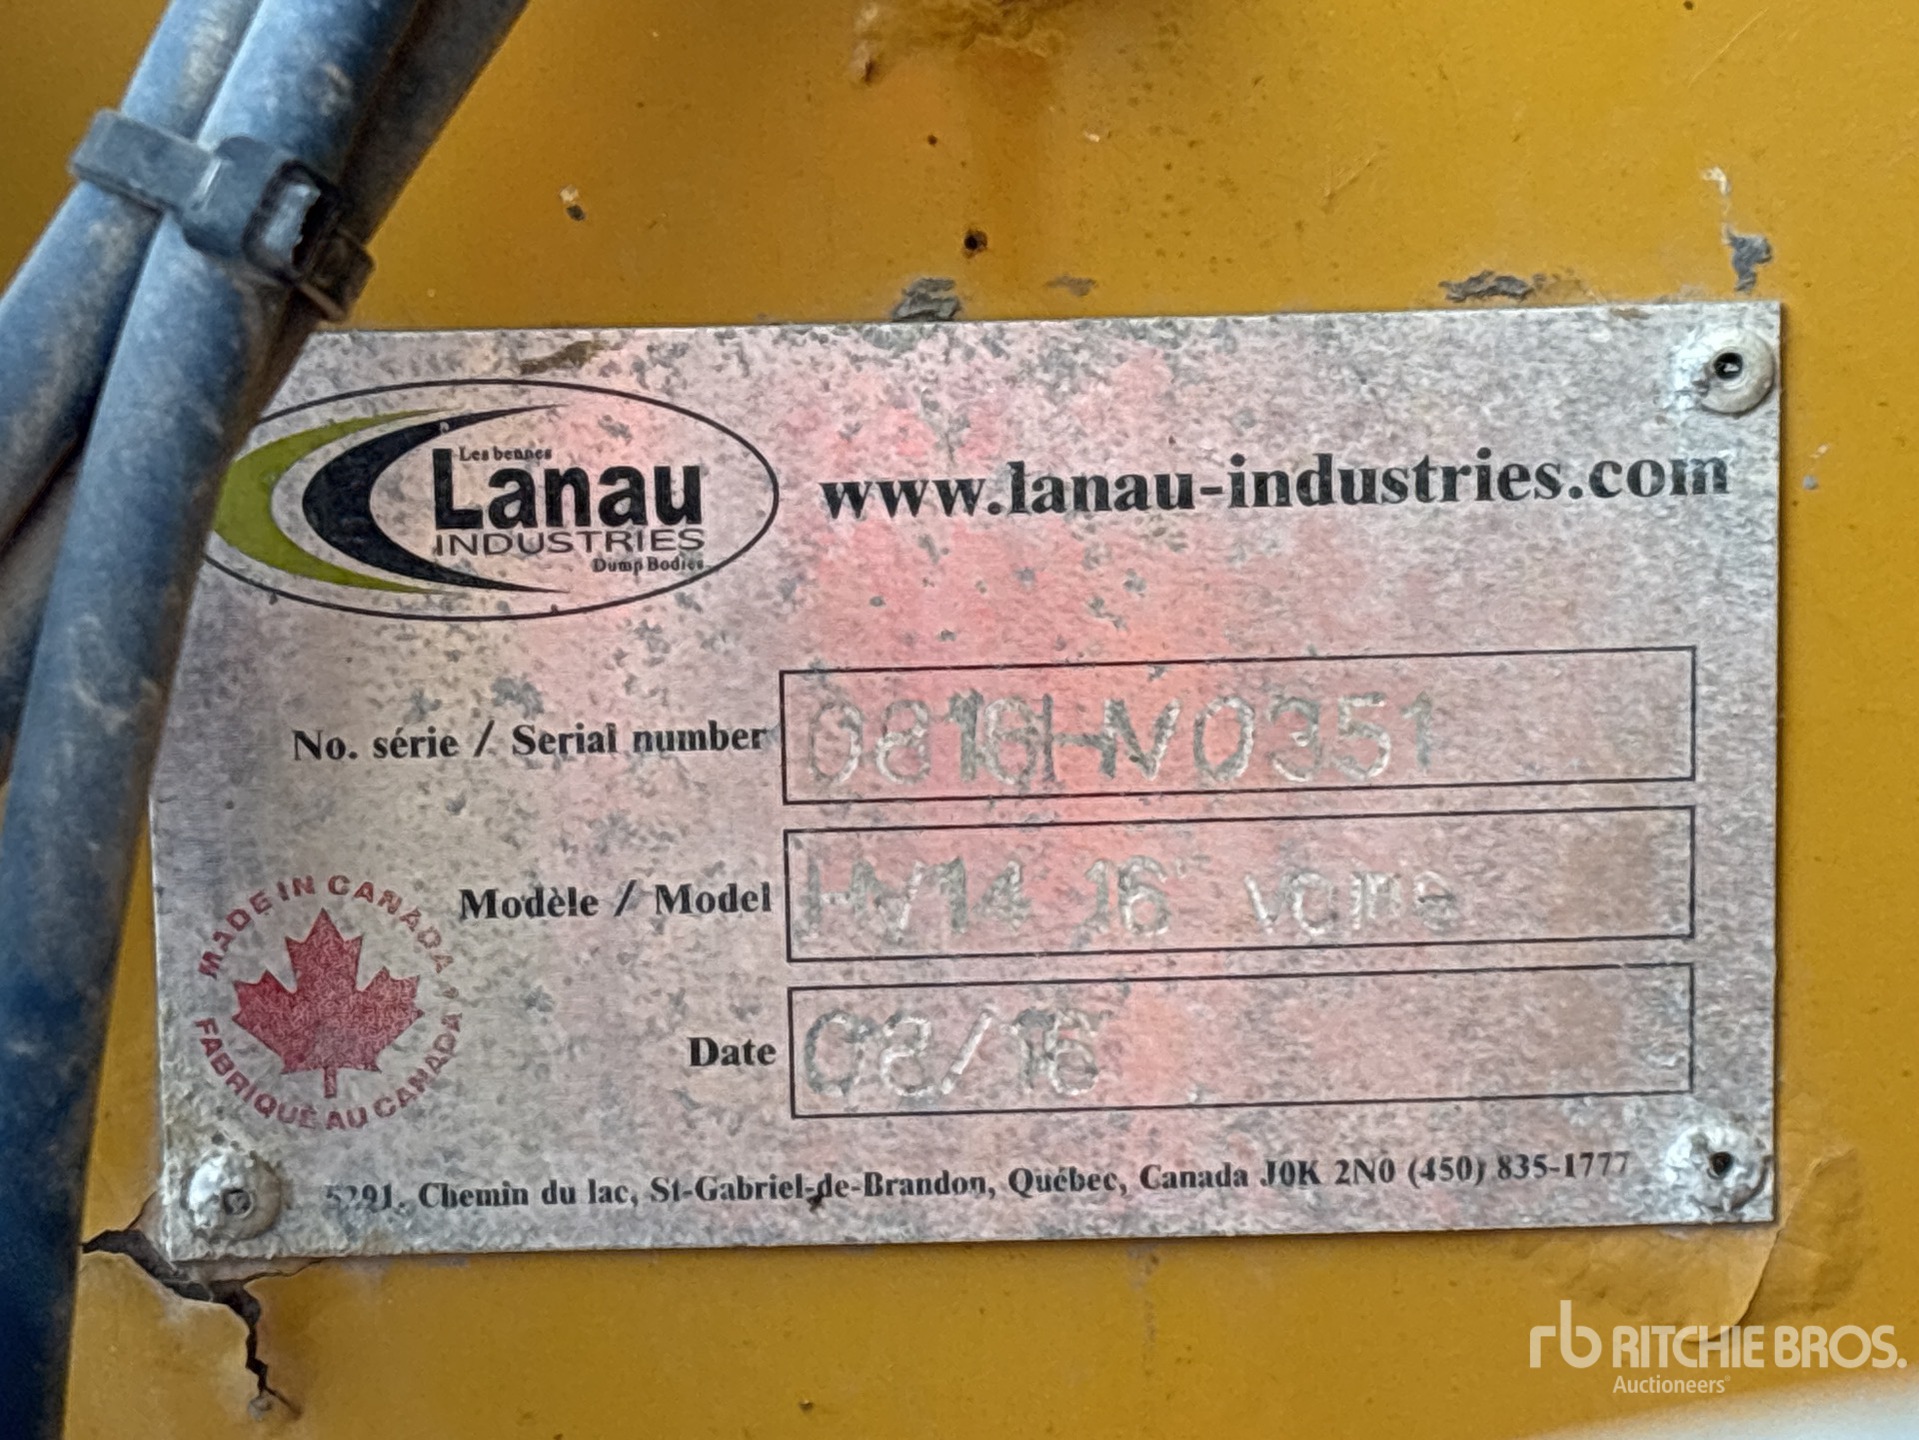 Les bennes
Lanau
INDUSTRIES
Dump Bodies
www.lanau-industries.com
No. série / Serial number 0816HV0351
Modèle / Model HV14 16"
Date 08/16
MADE IN CANADA
FABRIQUÉ AU CANADA
5291, Chemin du lac, St-Gabriel-de-Brandon, Québec, Canada J0K 2N0 (450) 835-1777
rb RITCHIE BROS.
Auctioneers